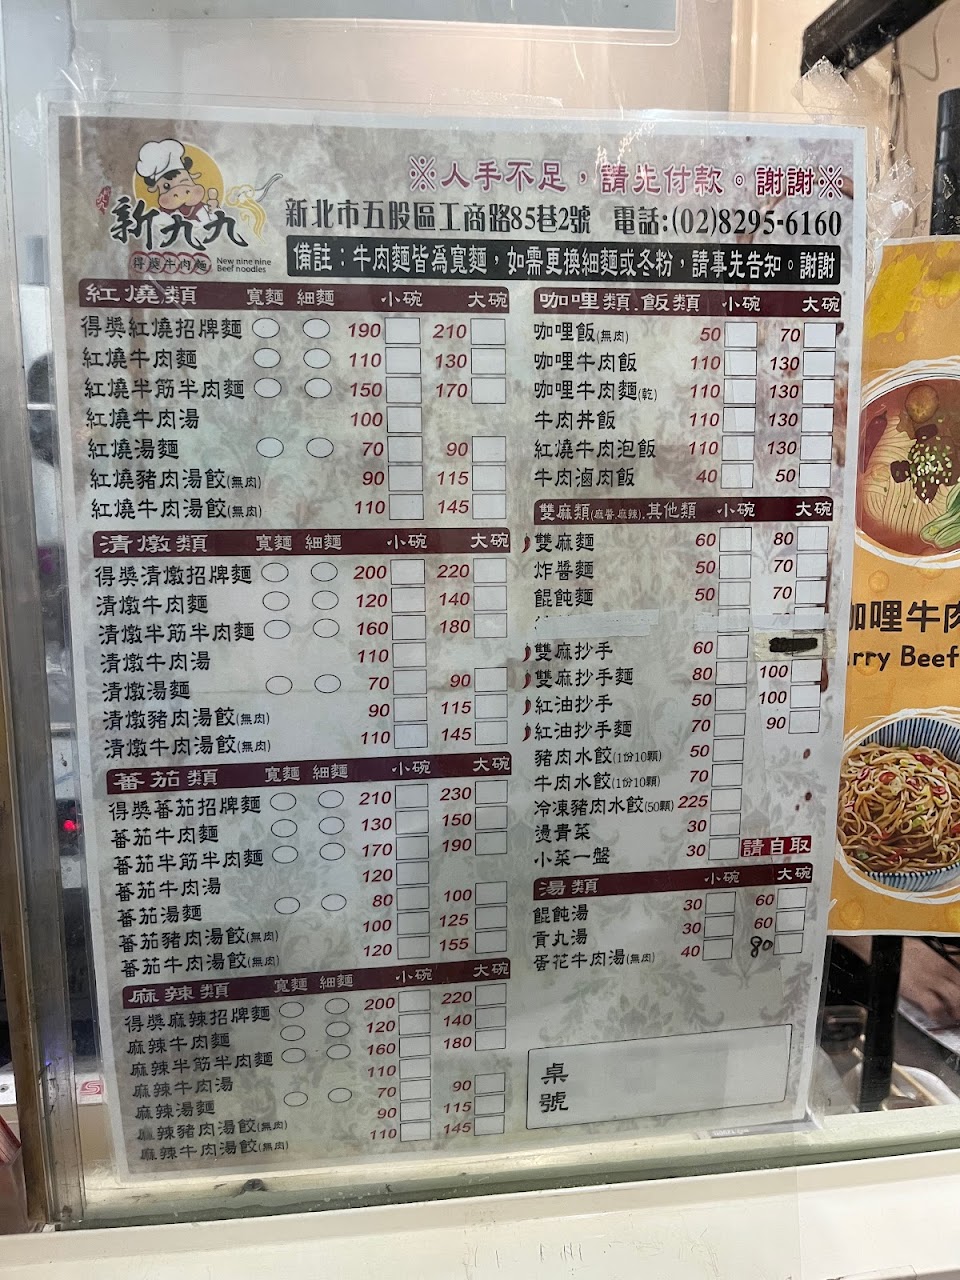 ※人手不足，請先付款。謝謝※
新九九
得獎牛肉麵
New nine nine
Beef noodles
新北市五股區工商路85巷2號 電話:(02)8295-6160
備註：牛肉麵皆為寬麵，如需更換細麵或冬粉，請事先告知。謝謝
紅燒類 寬麵 細麵 小碗 大碗
得獎紅燒招牌麵 190 210
紅燒牛肉麵 110 130
紅燒半筋半肉麵 150 170
紅燒牛肉湯 100
紅燒湯麵 70 90
紅燒豬肉湯餃(無肉) 90 115
紅燒牛肉湯餃(無肉) 110 145
清燉類 寬麵 細麵 小碗 大碗
得獎清燉招牌麵 200 220
清燉牛肉麵 120 140
清燉半筋半肉麵 160 180
清燉牛肉湯 110
清燉湯麵 70 90
清燉豬肉湯餃(無肉) 90 115
清燉牛肉湯餃(無肉) 110 145
蕃茄類 寬麵 細麵 小碗 大碗
得獎蕃茄招牌麵 210 230
蕃茄牛肉麵 130 150
蕃茄半筋半肉麵 170 190
蕃茄牛肉湯 120
蕃茄湯麵 80 100
蕃茄豬肉湯餃(無肉) 100 125
蕃茄牛肉湯餃(無肉) 120 155
麻辣類 寬麵 細麵 小碗 大碗
得獎麻辣招牌麵 200 220
麻辣牛肉麵 120 140
麻辣半筋半肉麵 160 180
麻辣牛肉湯 110
麻辣湯麵 70 90
麻辣豬肉湯餃(無肉) 90 115
麻辣牛肉湯餃(無肉) 110 145
咖哩類.飯類 小碗 大碗
咖哩飯(無肉) 50 70
咖哩牛肉飯 110 130
咖哩牛肉麵(乾) 110 130
牛肉丼飯 110 130
紅燒牛肉泡飯 110 130
牛肉滷肉飯 40 50
雙麻類(麻醬.麻辣).其他類 小碗 大碗
雙麻麵 60 80
炸醬麵 50 70
餛飩麵 50 70
雙麻抄手 60
雙麻抄手麵 80 100
紅油抄手 50 100
紅油抄手麵 70 90
豬肉水餃(1份10顆) 50
牛肉水餃(1份10顆) 70
冷凍豬肉水餃(50顆) 225
燙青菜 30
小菜一盤 30 請自取
湯類 小碗 大碗
餛飩湯 30 60
貢丸湯 30 60
蛋花牛肉湯(無肉) 40 80
桌號
咖哩牛肉
rry Beef